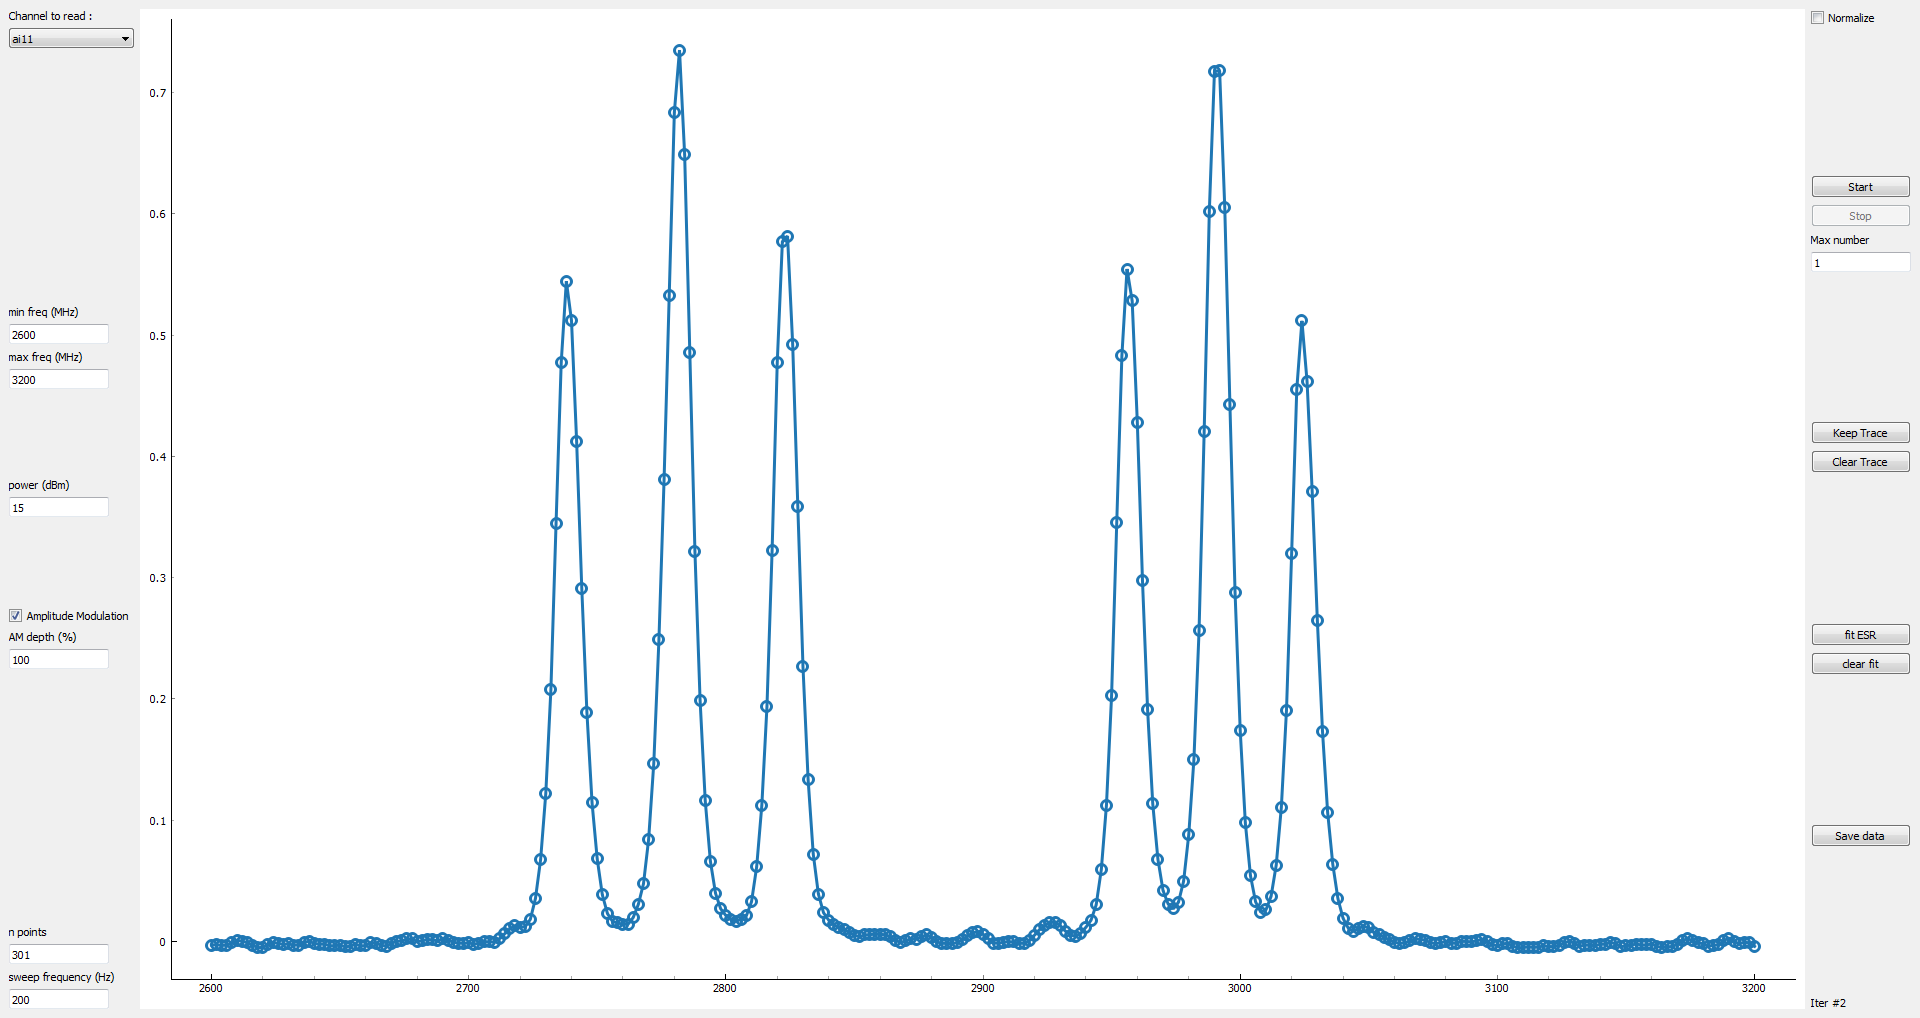 Channel to read :
ai11
min freq (MHz)
2600
max freq (MHz)
3200
power (dBm)
15
Amplitude Modulation
AM depth (%)
100
n points
301
sweep frequency (Hz)
200
0.7
0.6
0.5
0.4
0.3
0.2
0.1
0
2600 2700 2800 2900 3000 3100 3200
Normalize
Start
Stop
Max number
1
Keep Trace
Clear Trace
fit ESR
clear fit
Save data
Iter #2